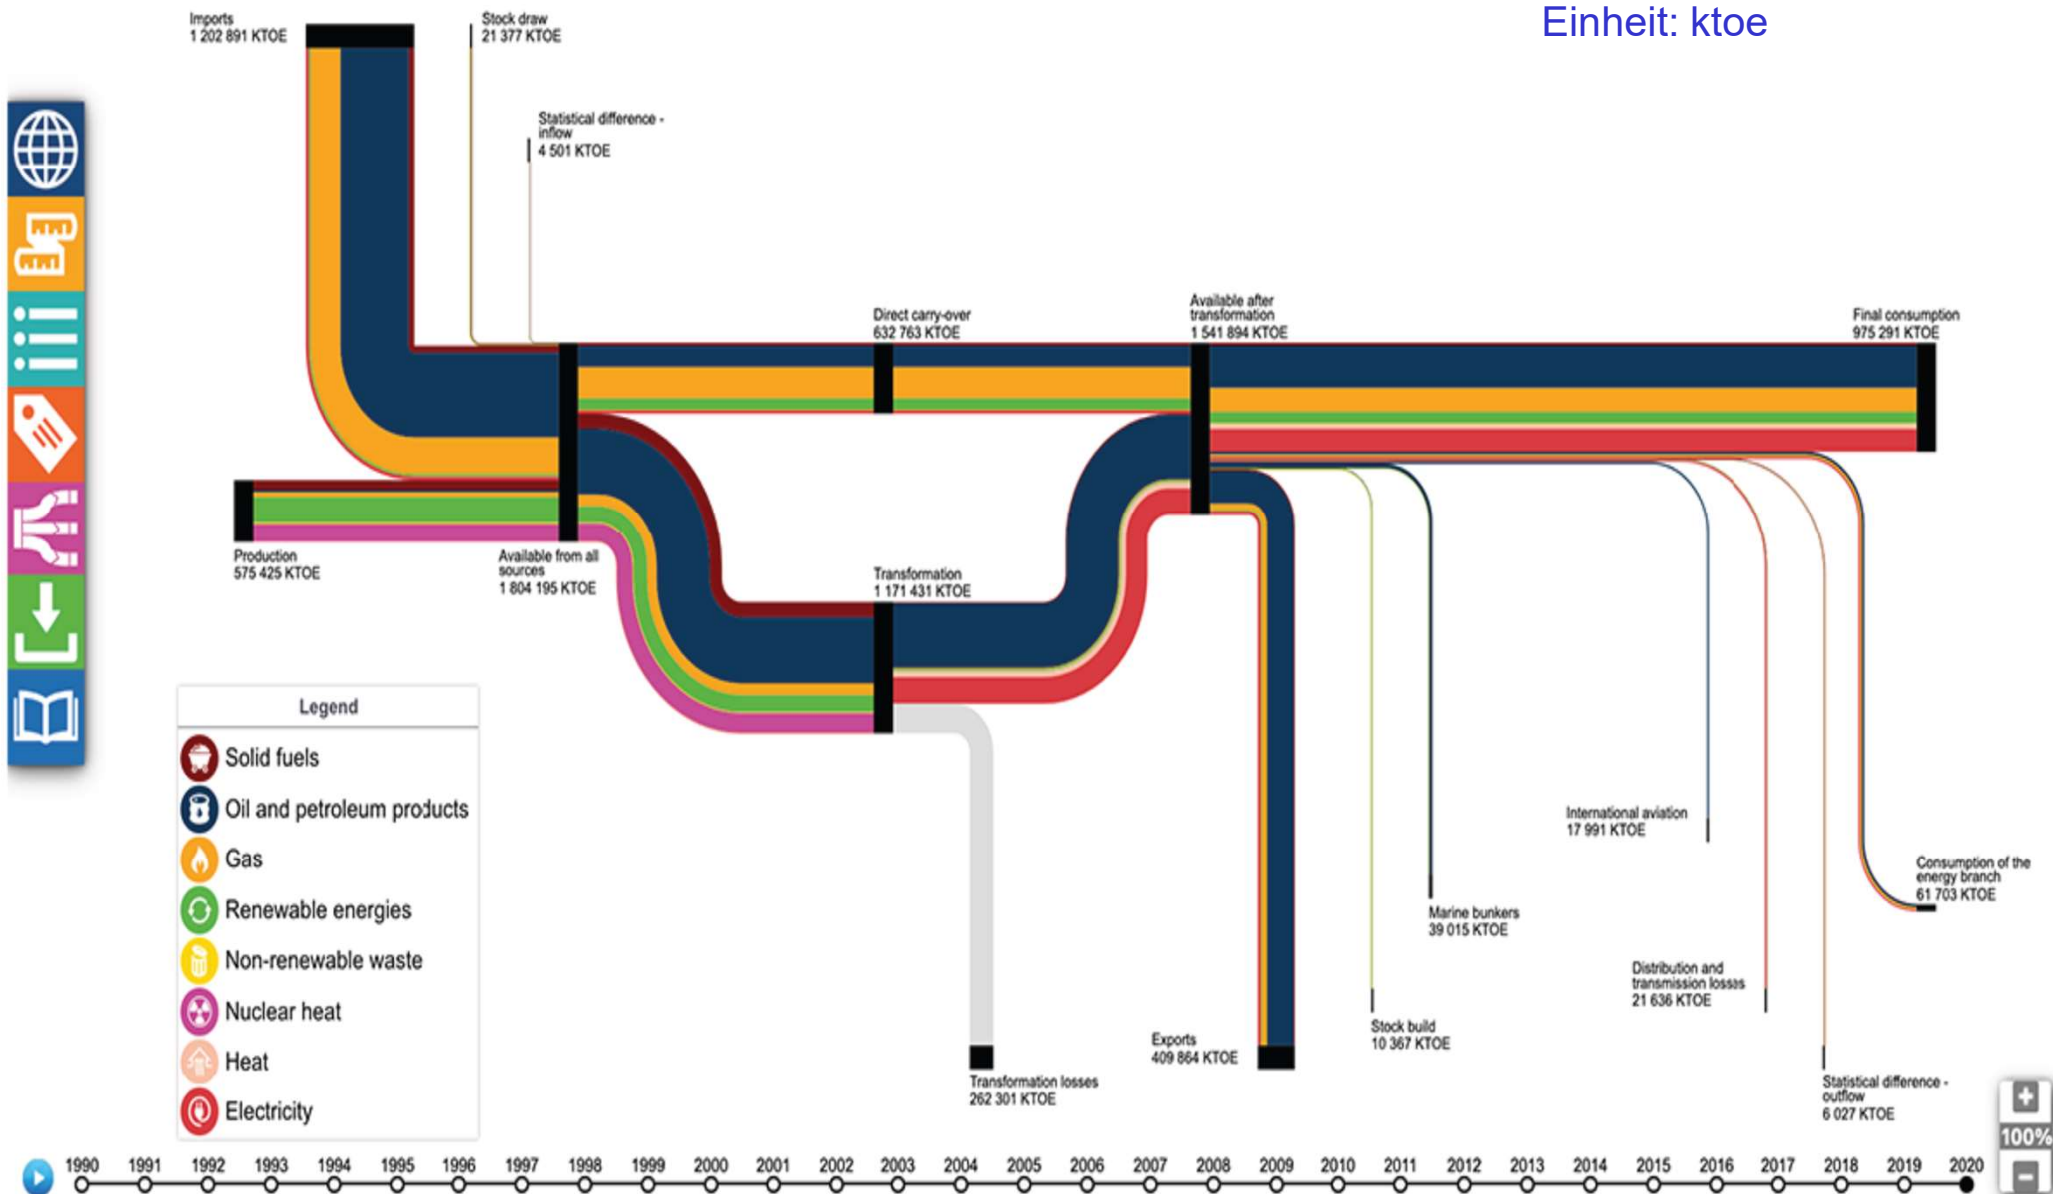 Einheit: ktoe
Imports
1 202 891 KTOE
Stock draw
21 377 KTOE
Statistical difference -
inflow
4 501 KTOE
Direct carry-over
632 763 KTOE
Available after
transformation
1 541 894 KTOE
Final consumption
975 291 KTOE
Production
575 425 KTOE
Available from all
sources
1 804 195 KTOE
Transformation
1 171 431 KTOE
International aviation
17 991 KTOE
Consumption of the
energy branch
61 703 KTOE
Marine bunkers
39 015 KTOE
Distribution and
transmission losses
21 636 KTOE
Stock build
10 367 KTOE
Exports
409 864 KTOE
Transformation losses
262 301 KTOE
Statistical difference -
outflow
6 027 KTOE
Legend
Solid fuels
Oil and petroleum products
Gas
Renewable energies
Non-renewable waste
Nuclear heat
Heat
Electricity
+
100%
−
1990 1991 1992 1993 1994 1995 1996 1997 1998 1999 2000 2001 2002 2003 2004 2005 2006 2007 2008 2009 2010 2011 2012 2013 2014 2015 2016 2017 2018 2019 2020